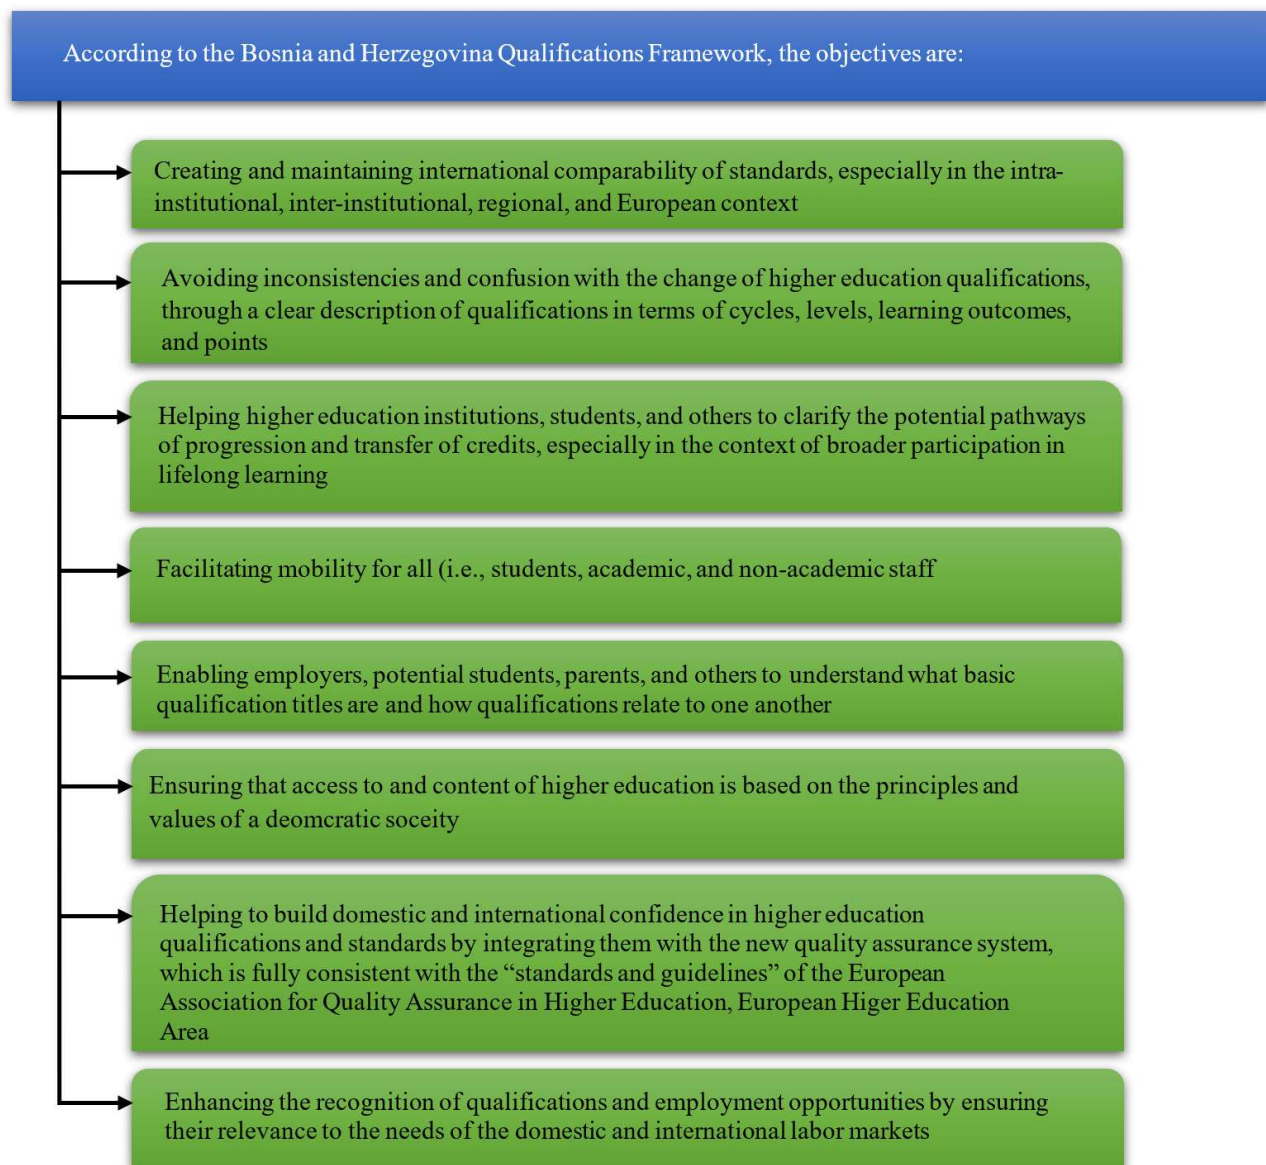 According to the Bosnia and Herzegovina Qualifications Framework, the objectives are:
Creating and maintaining international comparability of standards, especially in the intra-
institutional, inter-institutional, regional, and European context
Avoiding inconsistencies and confusion with the change of higher education qualifications,
through a clear description of qualifications in terms of cycles, levels, learning outcomes,
and points
Helping higher education institutions, students, and others to clarify the potential pathways
of progression and transfer of credits, especially in the context of broader participation in
lifelong learning
Facilitating mobility for all (i.e., students, academic, and non-academic staff
Enabling employers, potential students, parents, and others to understand what basic
qualification titles are and how qualifications relate to one another
Ensuring that access to and content of higher education is based on the principles and
values of a deomcratic soceity
Helping to build domestic and international confidence in higher education
qualifications and standards by integrating them with the new quality assurance system,
which is fully consistent with the “standards and guidelines” of the European
Association for Quality Assurance in Higher Education, European Higer Education
Area
Enhancing the recognition of qualifications and employment opportunities by ensuring
their relevance to the needs of the domestic and international labor markets